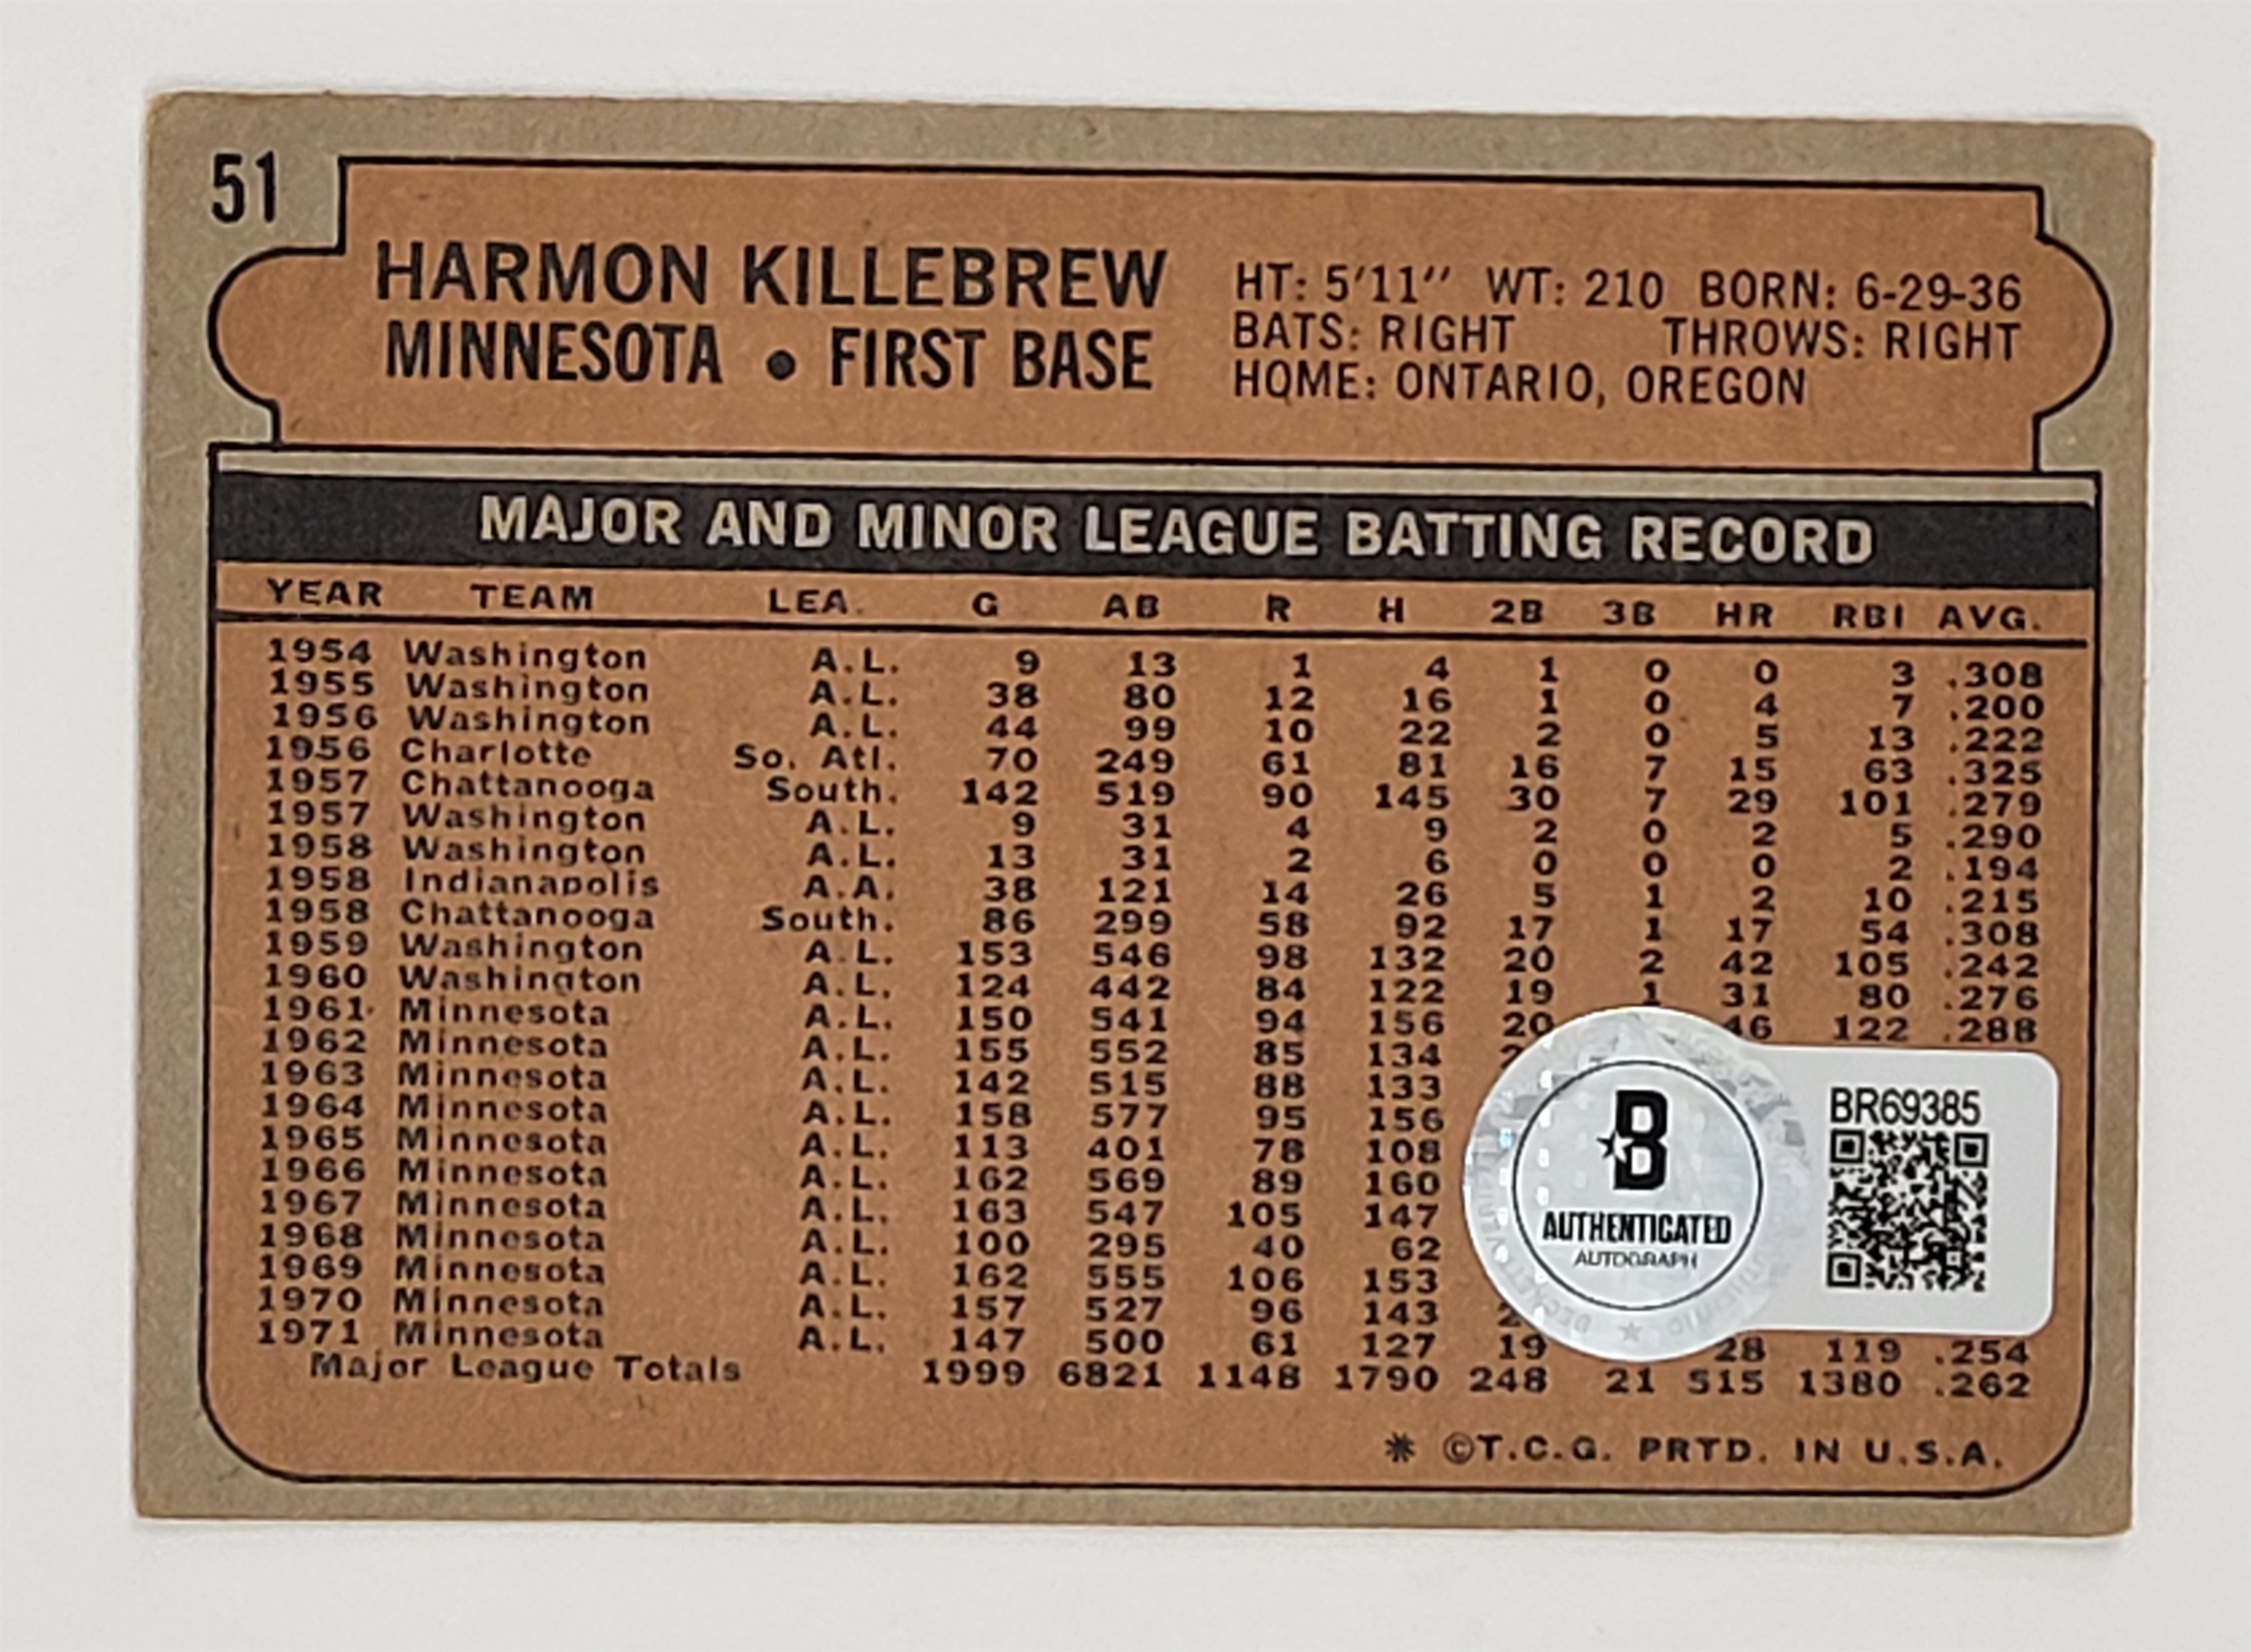 51
HARMON KILLEBREW
MINNESOTA • FIRST BASE
HT: 5'11" WT: 210 BORN: 6-29-36
BATS: RIGHT THROWS: RIGHT
HOME: ONTARIO, OREGON
MAJOR AND MINOR LEAGUE BATTING RECORD
YEAR TEAM LEA. G AB R H 2B 3B HR RBI AVG.
1954 Washington A.L. 9 13 1 4 1 0 0 3 .308
1955 Washington A.L. 38 80 12 16 1 0 4 7 .200
1956 Washington A.L. 44 99 10 22 2 0 5 13 .222
1956 Charlotte So. Atl. 70 249 61 81 16 7 15 63 .325
1957 Chattanooga South. 142 519 90 145 30 7 29 101 .279
1957 Washington A.L. 9 31 4 9 2 0 2 5 .290
1958 Washington A.L. 13 31 2 6 0 0 0 2 .194
1958 Indianapolis A.A. 38 121 14 26 5 1 2 10 .215
1958 Chattanooga South. 86 299 58 92 17 1 17 54 .308
1959 Washington A.L. 153 546 98 132 20 2 42 105 .242
1960 Washington A.L. 124 442 84 122 19 1 31 80 .276
1961 Minnesota A.L. 150 541 94 156 20 46 122 .288
1962 Minnesota A.L. 155 552 85 134
1963 Minnesota A.L. 142 515 88 133
1964 Minnesota A.L. 158 577 95 156
1965 Minnesota A.L. 113 401 78 108
1966 Minnesota A.L. 162 569 89 160
1967 Minnesota A.L. 163 547 105 147
1968 Minnesota A.L. 100 295 40 62
1969 Minnesota A.L. 162 555 106 153
1970 Minnesota A.L. 157 527 96 143
1971 Minnesota A.L. 147 500 61 127 19 28 119 .254
Major League Totals 1999 6821 1148 1790 248 21 515 1380 .262
* ©T.C.G. PRTD. IN U.S.A.
B
AUTHENTICATED
AUTOGRAPH
BR69385